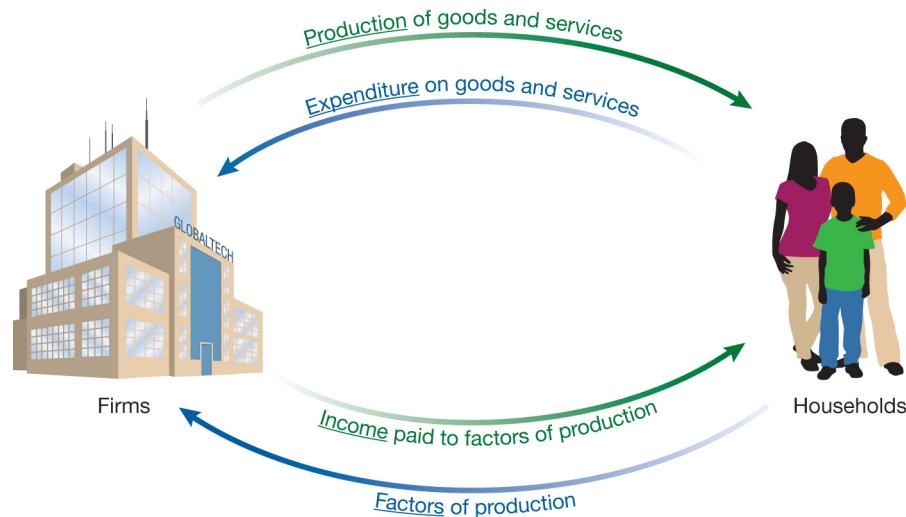 Production of goods and services
Expenditure on goods and services
GLOBALTECH
Firms
Households
Income paid to factors of production
Factors of production